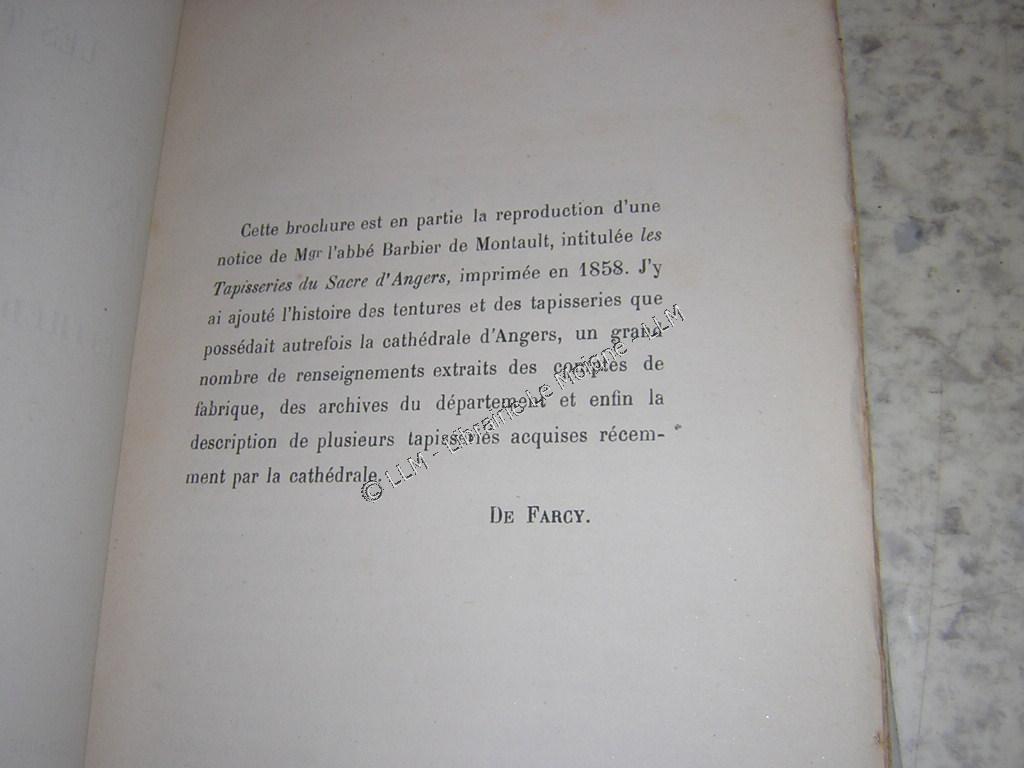 Cette brochure est en partie la reproduction d'une
notice de Mgr l'abbé Barbier de Montault, intitulée les
Tapisseries du Sacre d'Angers, imprimée en 1858. J'y
ai ajouté l'histoire des tentures et des tapisseries que
possédait autrefois la cathédrale d'Angers, un grand
nombre de renseignements extraits des comptes de
fabrique, des archives du département et enfin la
description de plusieurs tapisseries acquises récem-
ment par la cathédrale.
DE FARCY.
© LLM - Librairie Le Moigne - LLM